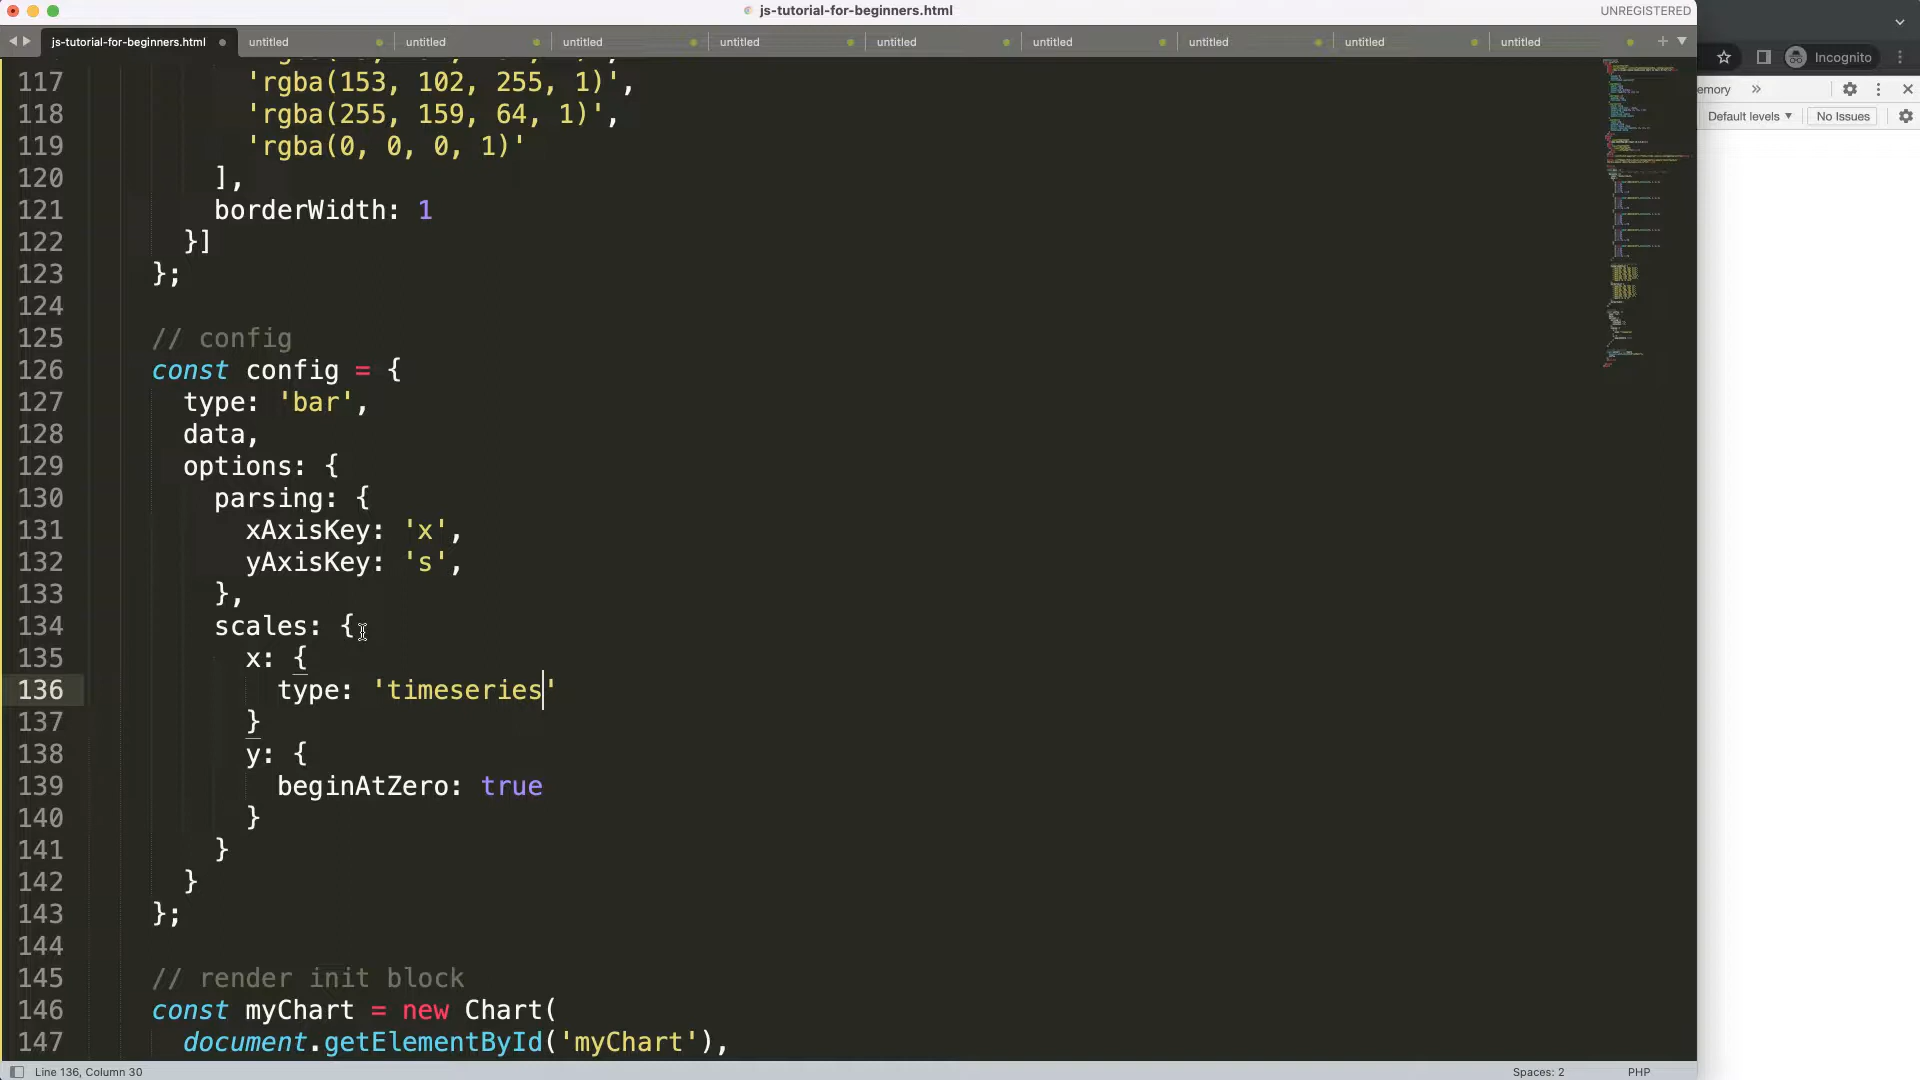 js-tutorial-for-beginners.html
UNREGISTERED
js-tutorial-for-beginners.html untitled untitled untitled untitled untitled untitled untitled untitled untitled
Incognito
emory
Default levels
No Issues
117 'rgba(153, 102, 255, 1)',
118 'rgba(255, 159, 64, 1)',
119 'rgba(0, 0, 0, 1)'
120 ],
121 borderWidth: 1
122 }]
123 };
124
125 // config
126 const config = {
127 type: 'bar',
128 data,
129 options: {
130 parsing: {
131 xAxisKey: 'x',
132 yAxisKey: 's',
133 },
134 scales: {
135 x: {
136 type: 'timeseries'
137 }
138 y: {
139 beginAtZero: true
140 }
141 }
142 }
143 };
144
145 // render init block
146 const myChart = new Chart(
147 document.getElementById('myChart'),
Line 136, Column 30
Spaces: 2
PHP